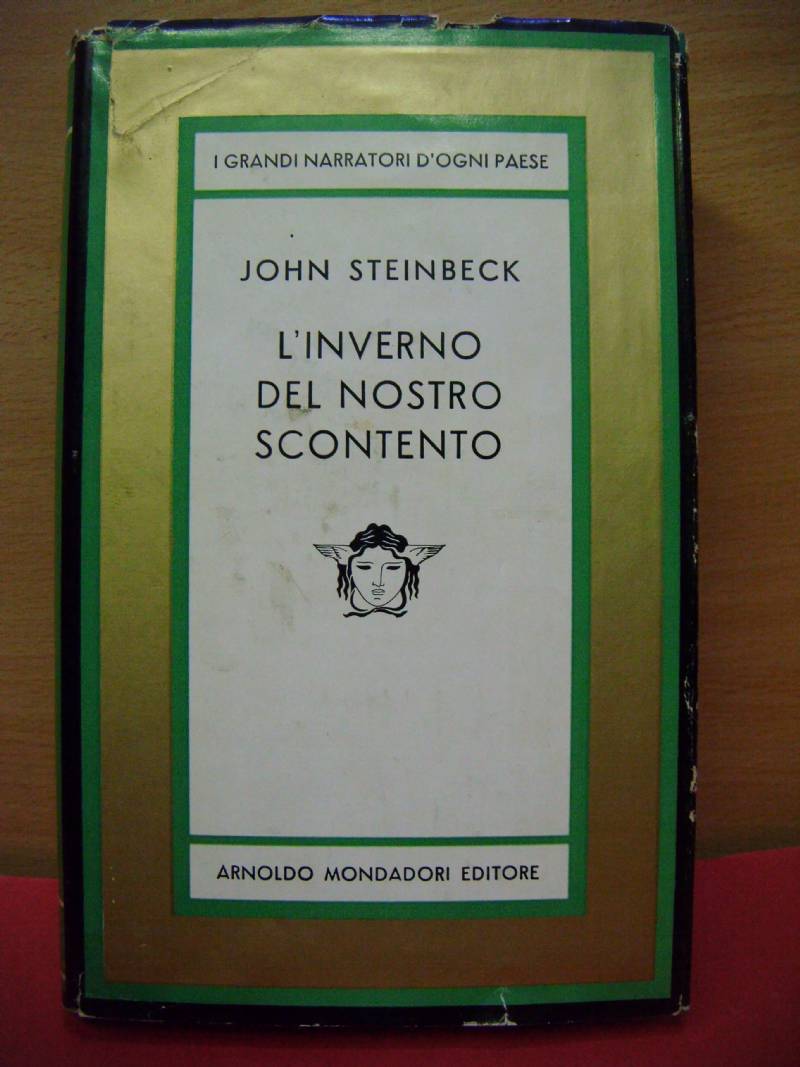 I GRANDI NARRATORI D'OGNI PAESE
JOHN STEINBECK
L'INVERNO
DEL NOSTRO
SCONTENTO
ARNOLDO MONDADORI EDITORE